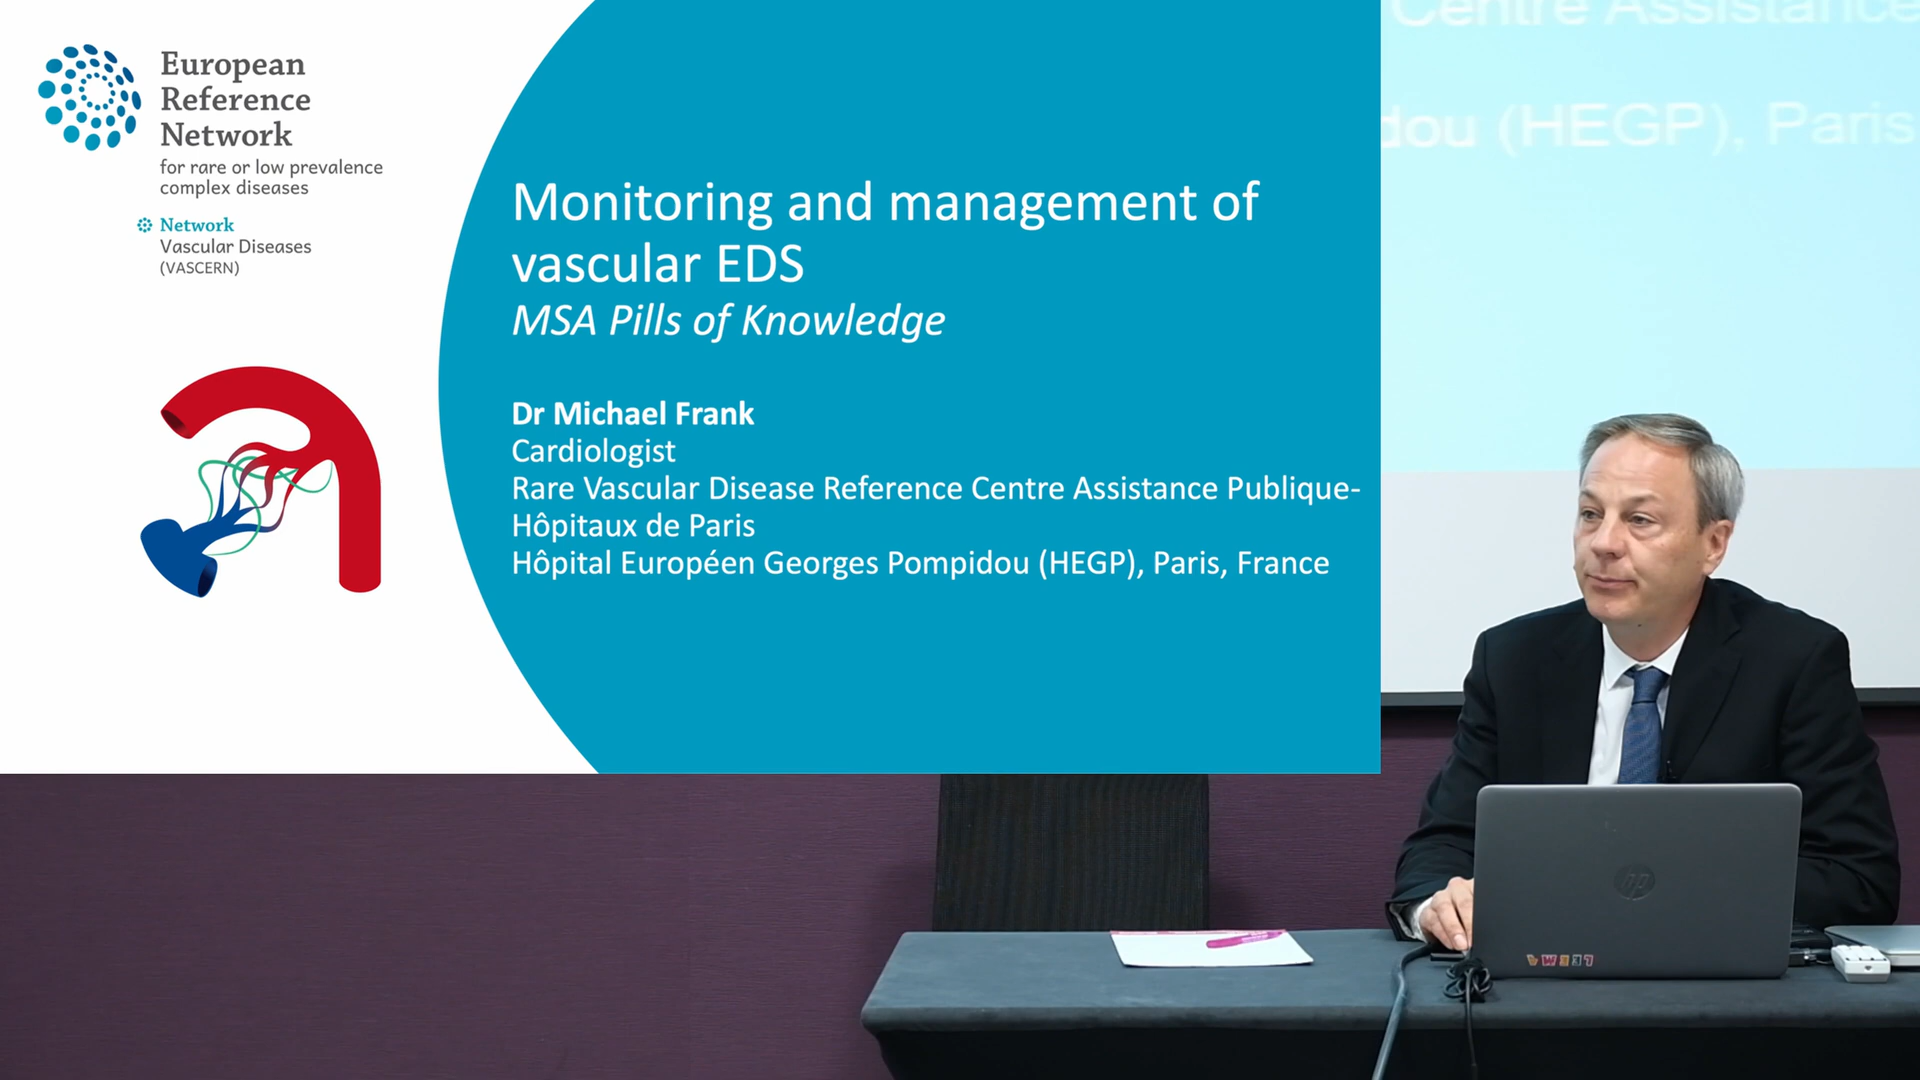 European
Reference
Network
for rare or low prevalence
complex diseases
Network
Vascular Diseases
(VASCERN)
Monitoring and management of
vascular EDS
MSA Pills of Knowledge
Dr Michael Frank
Cardiologist
Rare Vascular Disease Reference Centre Assistance Publique-
Hôpitaux de Paris
Hôpital Européen Georges Pompidou (HEGP), Paris, France
Centre Assistance
dou (HEGP), Paris
hp